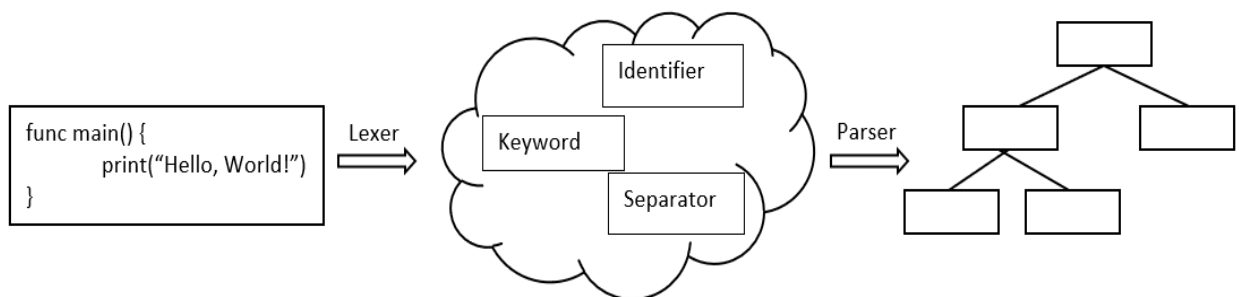 func main() {
print(“Hello, World!”)
}
Lexer
Identifier
Keyword
Separator
Parser